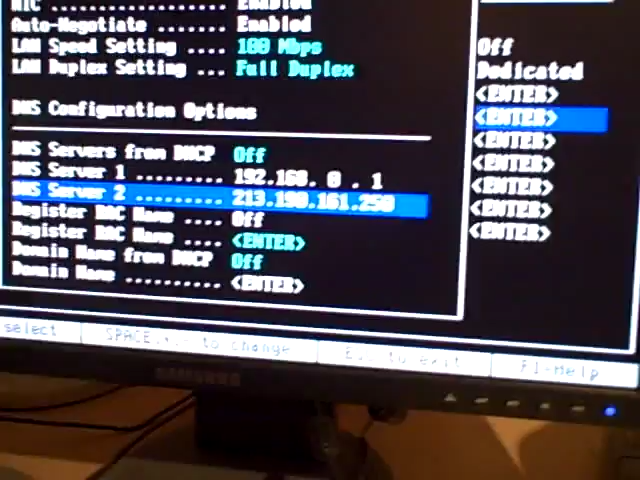 NIC .................. Enabled
Auto-Negotiate ....... Enabled
LAN Speed Setting .... 100 Mbps
LAN Duplex Setting ... Full Duplex
DNS Configuration Options
DNS Servers from DHCP Off
DNS Server 1 ......... 192.168. 0 . 1
DNS Server 2 ......... 213.190.161.250
Register RAC Name .... Off
Register RAC Name .... <ENTER>
Domain Name from DHCP Off
Domain Name .......... <ENTER>
Off
Dedicated
<ENTER>
<ENTER>
<ENTER>
<ENTER>
<ENTER>
<ENTER>
<ENTER>
select
to change
to exit
F1-Help
SAMSUNG